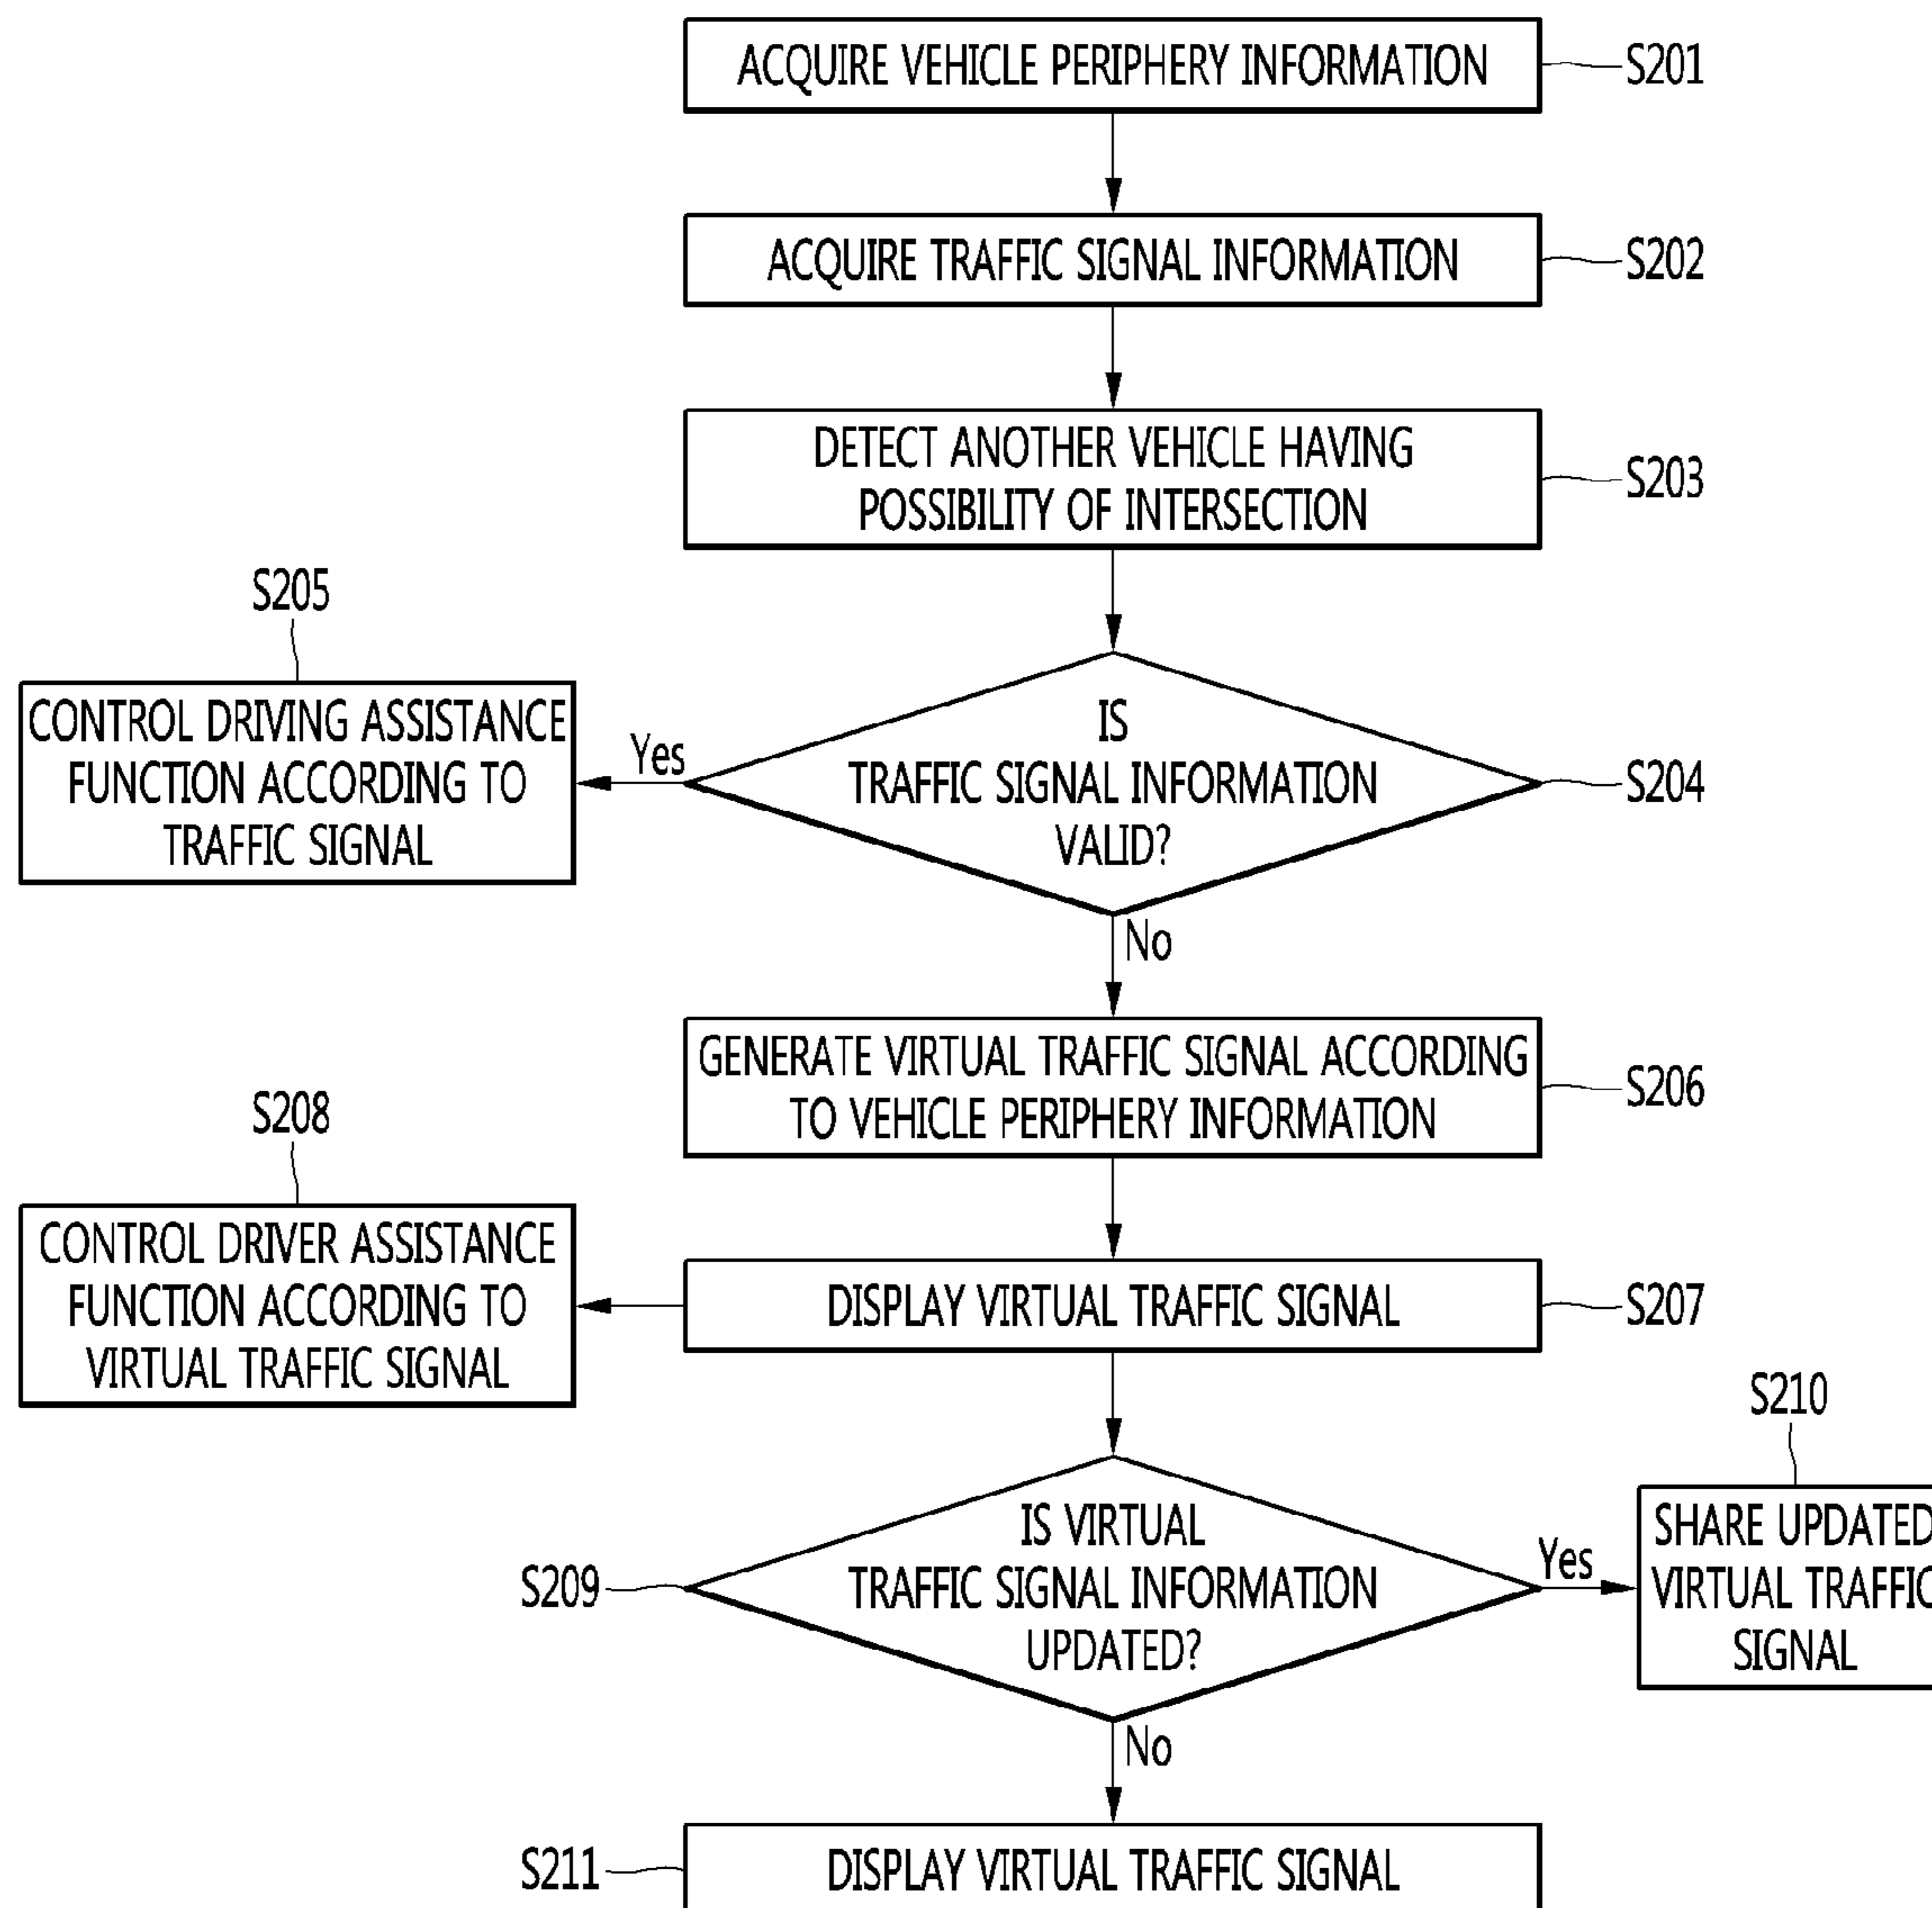 ACQUIRE VEHICLE PERIPHERY INFORMATION
S201
ACQUIRE TRAFFIC SIGNAL INFORMATION
S202
DETECT ANOTHER VEHICLE HAVING
POSSIBILITY OF INTERSECTION
S203
IS
TRAFFIC SIGNAL INFORMATION
VALID?
S204
Yes
S205
CONTROL DRIVING ASSISTANCE
FUNCTION ACCORDING TO
TRAFFIC SIGNAL
No
GENERATE VIRTUAL TRAFFIC SIGNAL ACCORDING
TO VEHICLE PERIPHERY INFORMATION
S206
DISPLAY VIRTUAL TRAFFIC SIGNAL
S207
S208
CONTROL DRIVER ASSISTANCE
FUNCTION ACCORDING TO
VIRTUAL TRAFFIC SIGNAL
IS VIRTUAL
TRAFFIC SIGNAL INFORMATION
UPDATED?
S209
Yes
S210
SHARE UPDATED
VIRTUAL TRAFFIC
SIGNAL
No
S211
DISPLAY VIRTUAL TRAFFIC SIGNAL